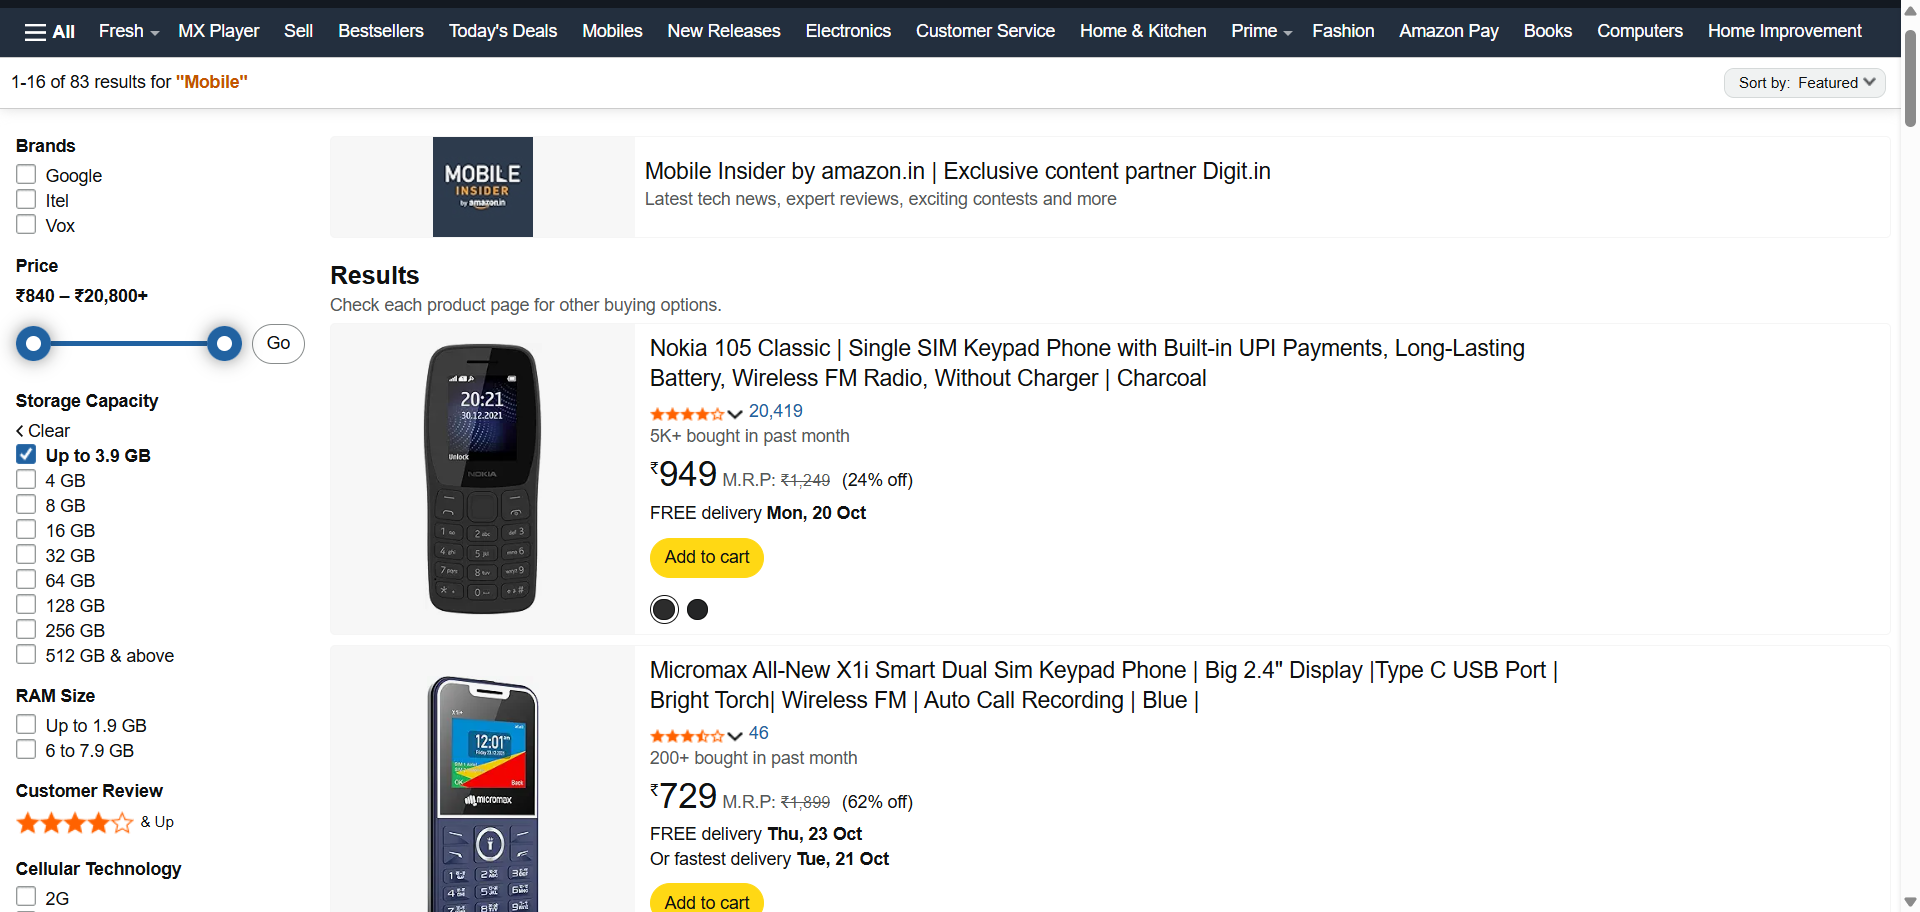 All Fresh MX Player Sell Bestsellers Today's Deals Mobiles New Releases Electronics Customer Service Home & Kitchen Prime Fashion Amazon Pay Books Computers Home Improvement
1-16 of 83 results for "Mobile"
Sort by: Featured
Brands
Google
Itel
Vox
Price
₹840 – ₹20,800+
Go
Storage Capacity
Clear
Up to 3.9 GB
4 GB
8 GB
16 GB
32 GB
64 GB
128 GB
256 GB
512 GB & above
RAM Size
Up to 1.9 GB
6 to 7.9 GB
Customer Review
& Up
Cellular Technology
2G
MOBILE
INSIDER
by amazon.in
Mobile Insider by amazon.in | Exclusive content partner Digit.in
Latest tech news, expert reviews, exciting contests and more
Results
Check each product page for other buying options.
20:21
30.12.2021
Unlock
NOKIA
Nokia 105 Classic | Single SIM Keypad Phone with Built-in UPI Payments, Long-Lasting
Battery, Wireless FM Radio, Without Charger | Charcoal
20,419
5K+ bought in past month
₹949 M.R.P: ₹1,249 (24% off)
FREE delivery Mon, 20 Oct
Add to cart
X1i
12:01
OK Back
micromax
Micromax All-New X1i Smart Dual Sim Keypad Phone | Big 2.4" Display |Type C USB Port |
Bright Torch| Wireless FM | Auto Call Recording | Blue |
46
200+ bought in past month
₹729 M.R.P: ₹1,899 (62% off)
FREE delivery Thu, 23 Oct
Or fastest delivery Tue, 21 Oct
Add to cart